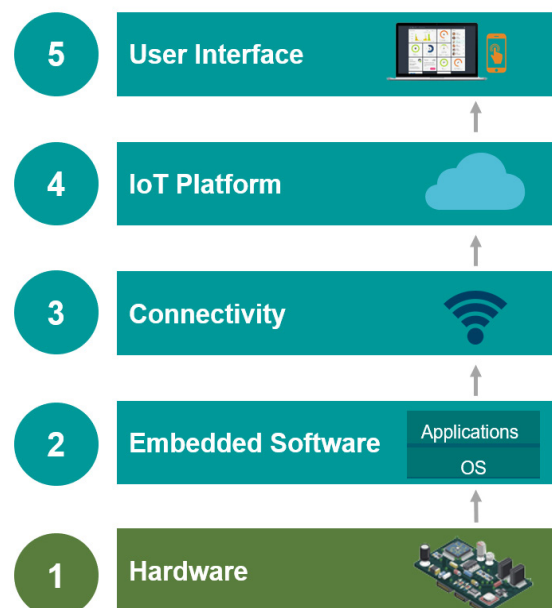 5 User Interface
4 IoT Platform
3 Connectivity
2 Embedded Software
Applications
OS
1 Hardware